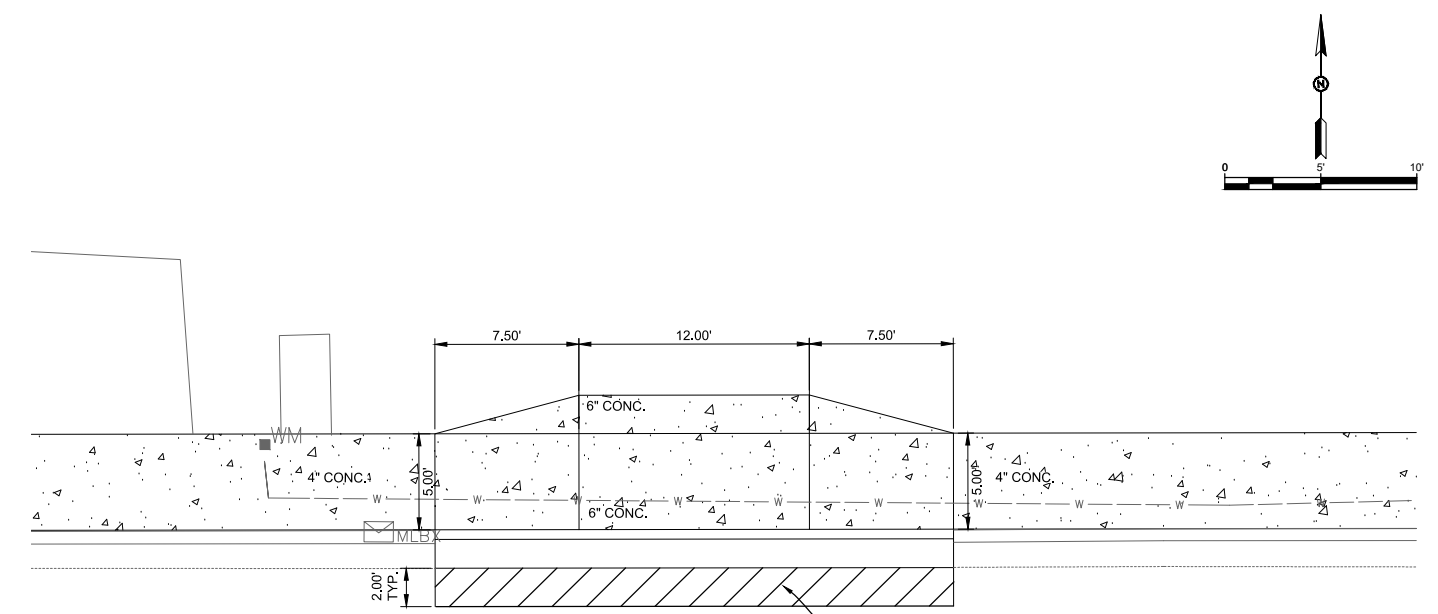 N
0 5' 10'
7.50' 12.00' 7.50'
6" CONC.
WM
4" CONC.
5.00'
5.00'
4" CONC.
W W W W W W W W W W
6" CONC.
MLBX
2.00'
TYP.